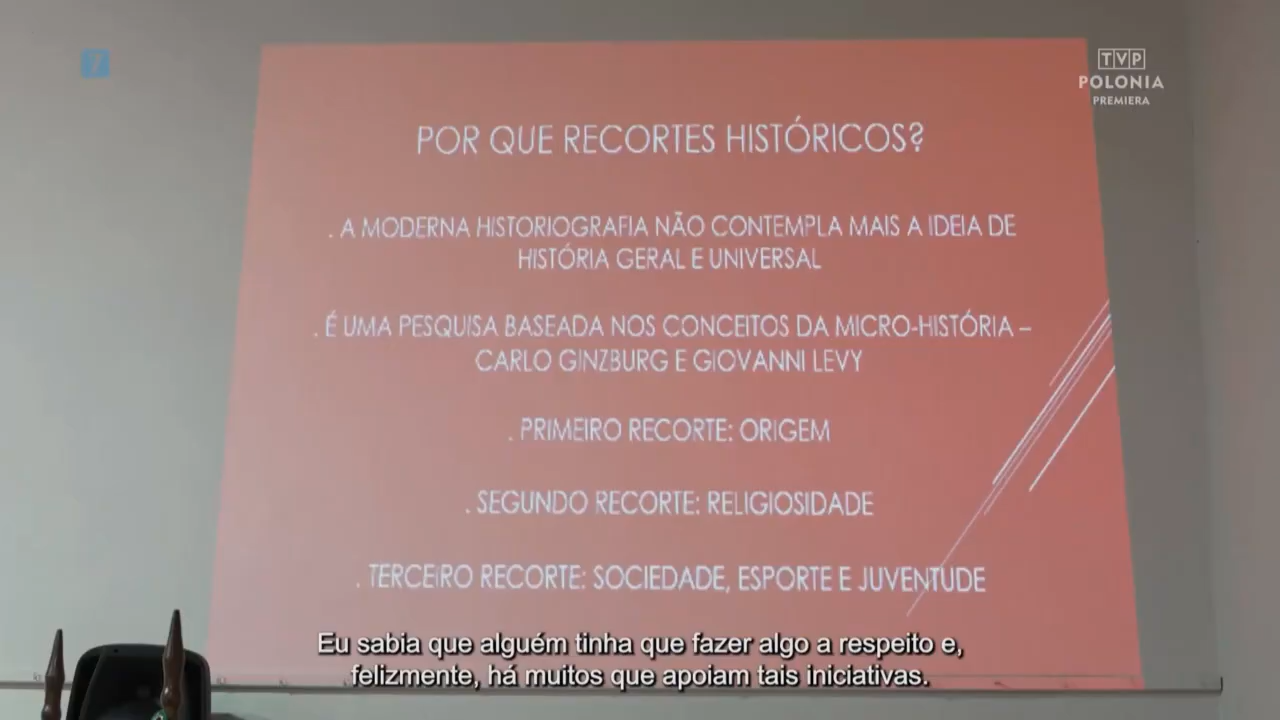 7
TVP
POLONIA
PREMIERA
POR QUE RECORTES HISTÓRICOS?
. A MODERNA HISTORIOGRAFIA NÃO CONTEMPLA MAIS A IDEIA DE
HISTÓRIA GERAL E UNIVERSAL
. É UMA PESQUISA BASEADA NOS CONCEITOS DA MICRO-HISTÓRIA –
CARLO GINZBURG E GIOVANNI LEVY
. PRIMEIRO RECORTE: ORIGEM
. SEGUNDO RECORTE: RELIGIOSIDADE
. TERCEIRO RECORTE: SOCIEDADE, ESPORTE E JUVENTUDE
Eu sabia que alguém tinha que fazer algo a respeito e,
felizmente, há muitos que apoiam tais iniciativas.